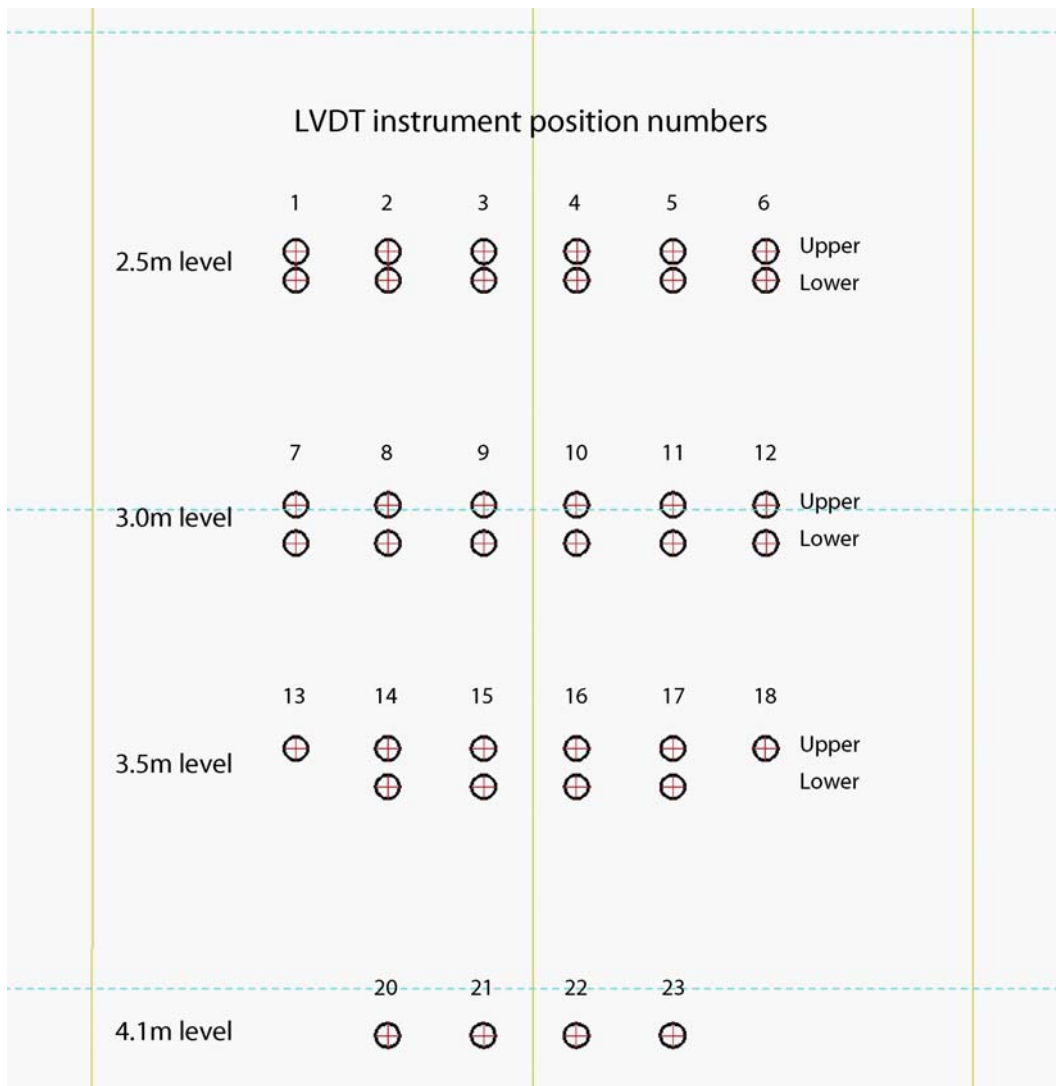 LVDT instrument position numbers
1 2 3 4 5 6
Upper
2.5m level
Lower
7 8 9 10 11 12
Upper
3.0m level
Lower
13 14 15 16 17 18
Upper
3.5m level
Lower
20 21 22 23
4.1m level